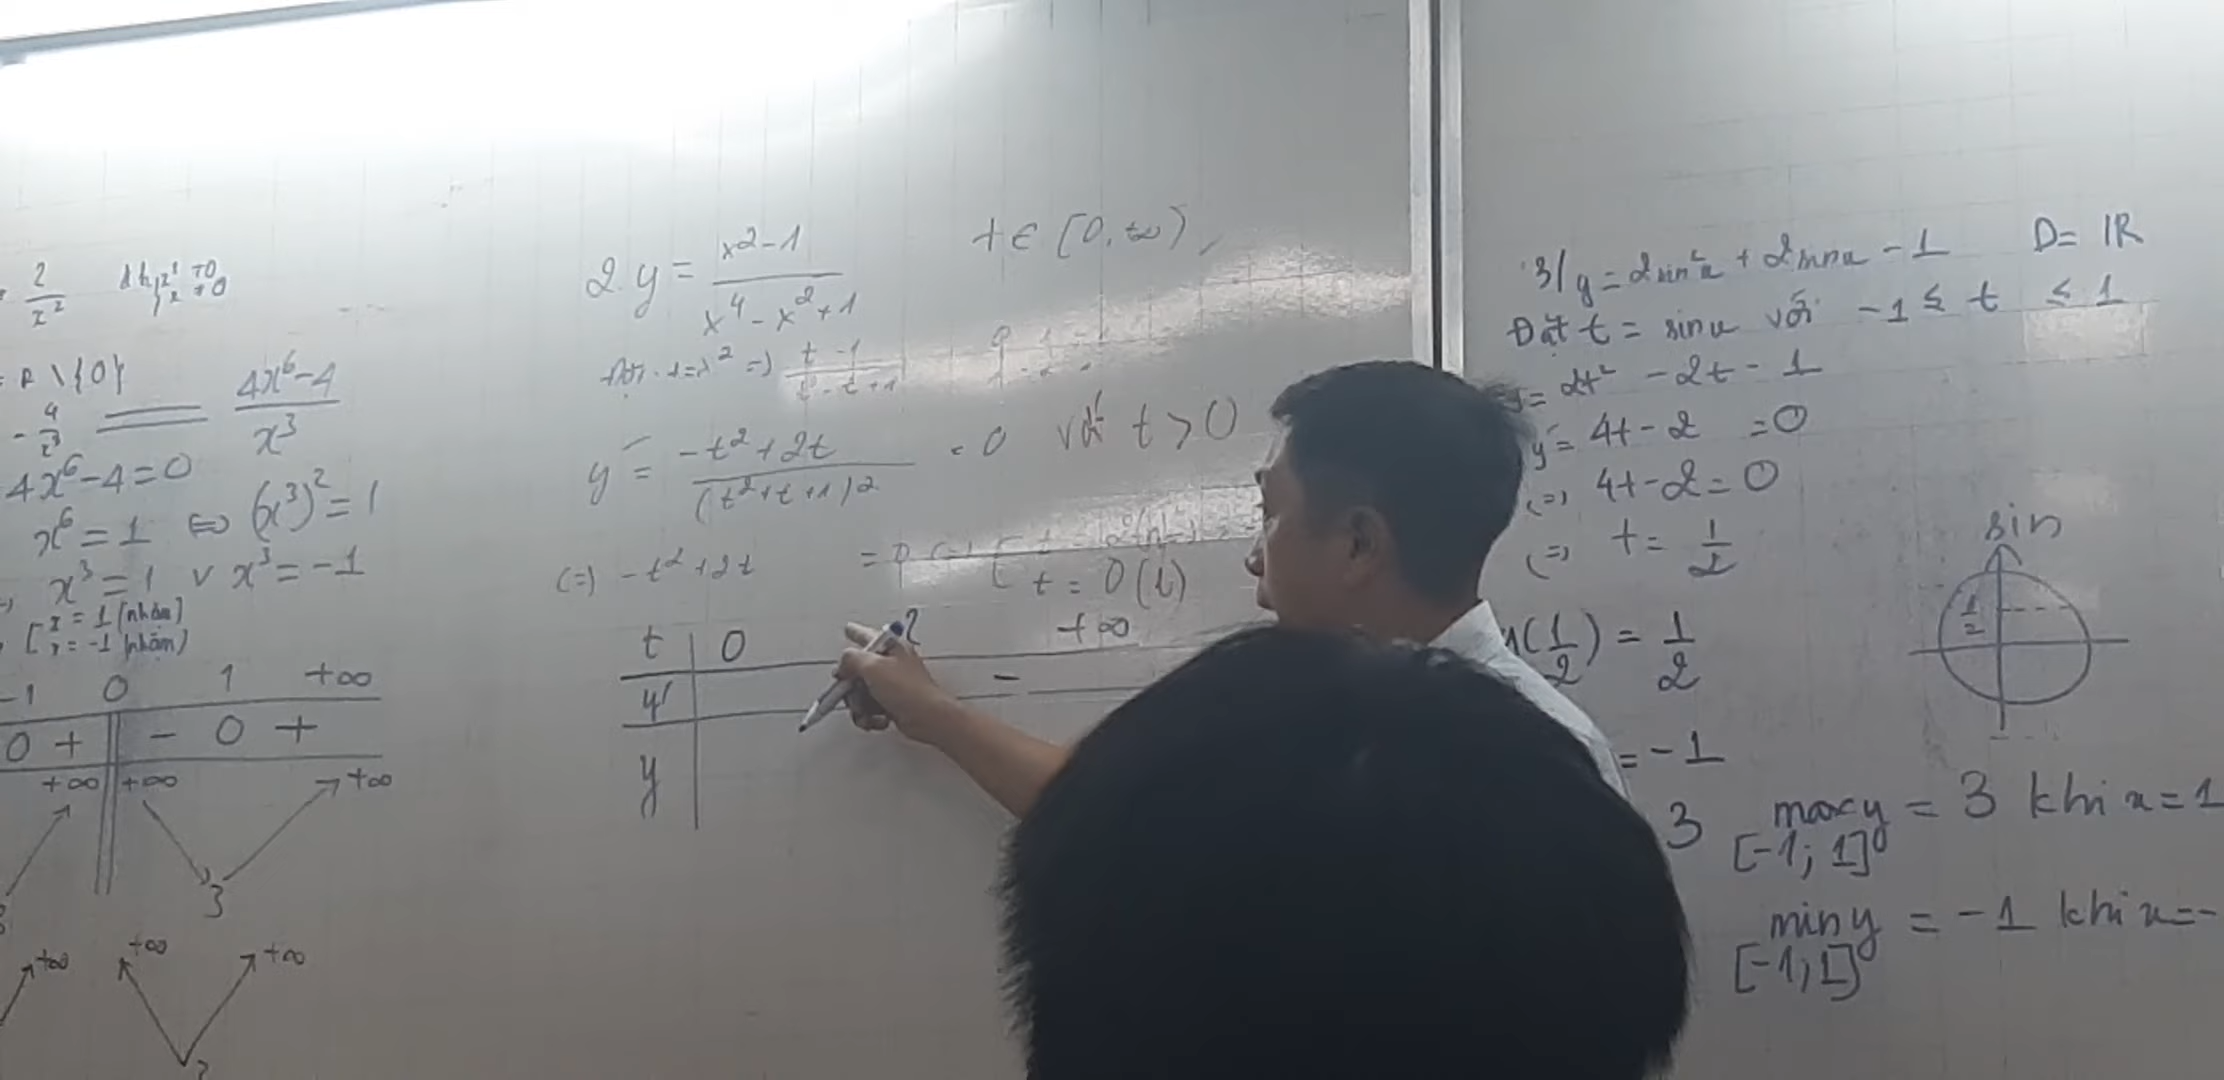 2
x²
R \ {0}
4x⁶-4
x³
4x⁶-4=0
x⁶ = 1 ⇔ (x³)² = 1
x³ = 1 v x³ = -1
x = 1 (nhận)
x = -1 (nhận)
-1 0 1 +∞
0 + - 0 +
+∞ +∞ +∞
3
+∞ +∞ +∞
2. y = x²-1
x⁴ - x² + 1
t ∈ [0, +∞)
t=x² =) t-1
y' = -t²+2t = 0 với t > 0
(t²+t+1)²
(=) -t²+2t = 0
t = 0 (l)
t 0 2 +∞
y' -
y
3/ y = 2sin²x + 2sinx - 1 D = IR
Đặt t = sinx với -1 ≤ t ≤ 1
y = 2t² - 2t - 1
y' = 4t - 2 = 0
(=) 4t - 2 = 0
(=) t = 1/2
sin
1/2
(1/2) = 1/2
= -1
3
max y = 3 khi x = 1
[-1; 1]
min y = -1 khi x = -
[-1; 1]